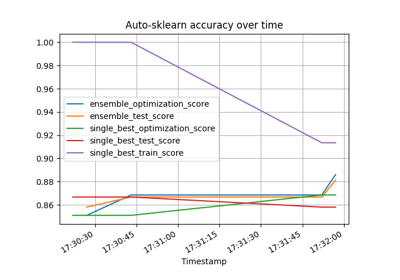 Auto-sklearn accuracy over time
1.00
0.98
0.96
0.94
0.92
0.90
0.88
0.86
ensemble_optimization_score
ensemble_test_score
single_best_optimization_score
single_best_test_score
single_best_train_score
17:30:30
17:30:45
17:31:00
17:31:15
17:31:30
17:31:45
17:32:00
Timestamp